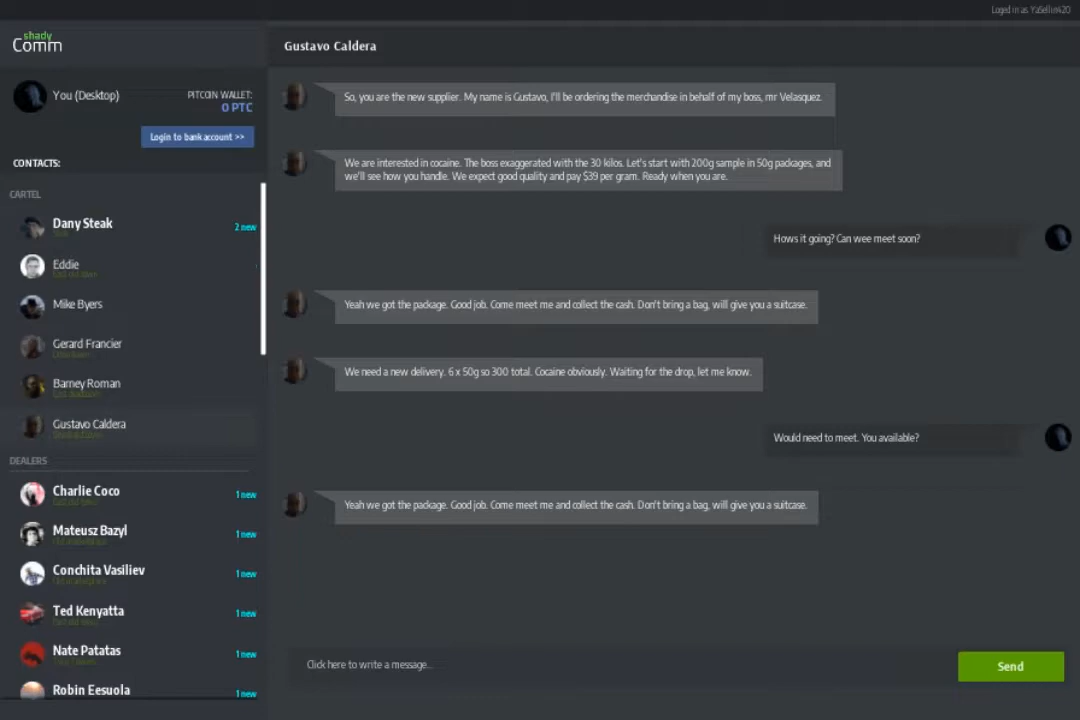 Loged in as YaSellin420
shady
Comm
Gustavo Caldera
You (Desktop)
PITCOIN WALLET:
0 PTC
Login to bank account >>
CONTACTS:
CARTEL
Dany Steak
2 new
Eddie
Mike Byers
Gerard Francier
Barney Roman
Gustavo Caldera
DEALERS
Charlie Coco
1 new
Mateusz Bazyl
1 new
Conchita Vasiliev
1 new
Ted Kenyatta
1 new
Nate Patatas
1 new
Robin Eesuola
1 new
So, you are the new supplier. My name is Gustavo, I'll be ordering the merchandise in behalf of my boss, mr Velasquez.
We are interested in cocaine. The boss exaggerated with the 30 kilos. Let's start with 200g sample in 50g packages, and
we'll see how you handle. We expect good quality and pay $39 per gram. Ready when you are.
Hows it going? Can wee meet soon?
Yeah we got the package. Good job. Come meet me and collect the cash. Don't bring a bag, will give you a suitcase.
We need a new delivery. 6 x 50g so 300 total. Cocaine obviously. Waiting for the drop, let me know.
Would need to meet. You available?
Yeah we got the package. Good job. Come meet me and collect the cash. Don't bring a bag, will give you a suitcase.
Click here to write a message...
Send